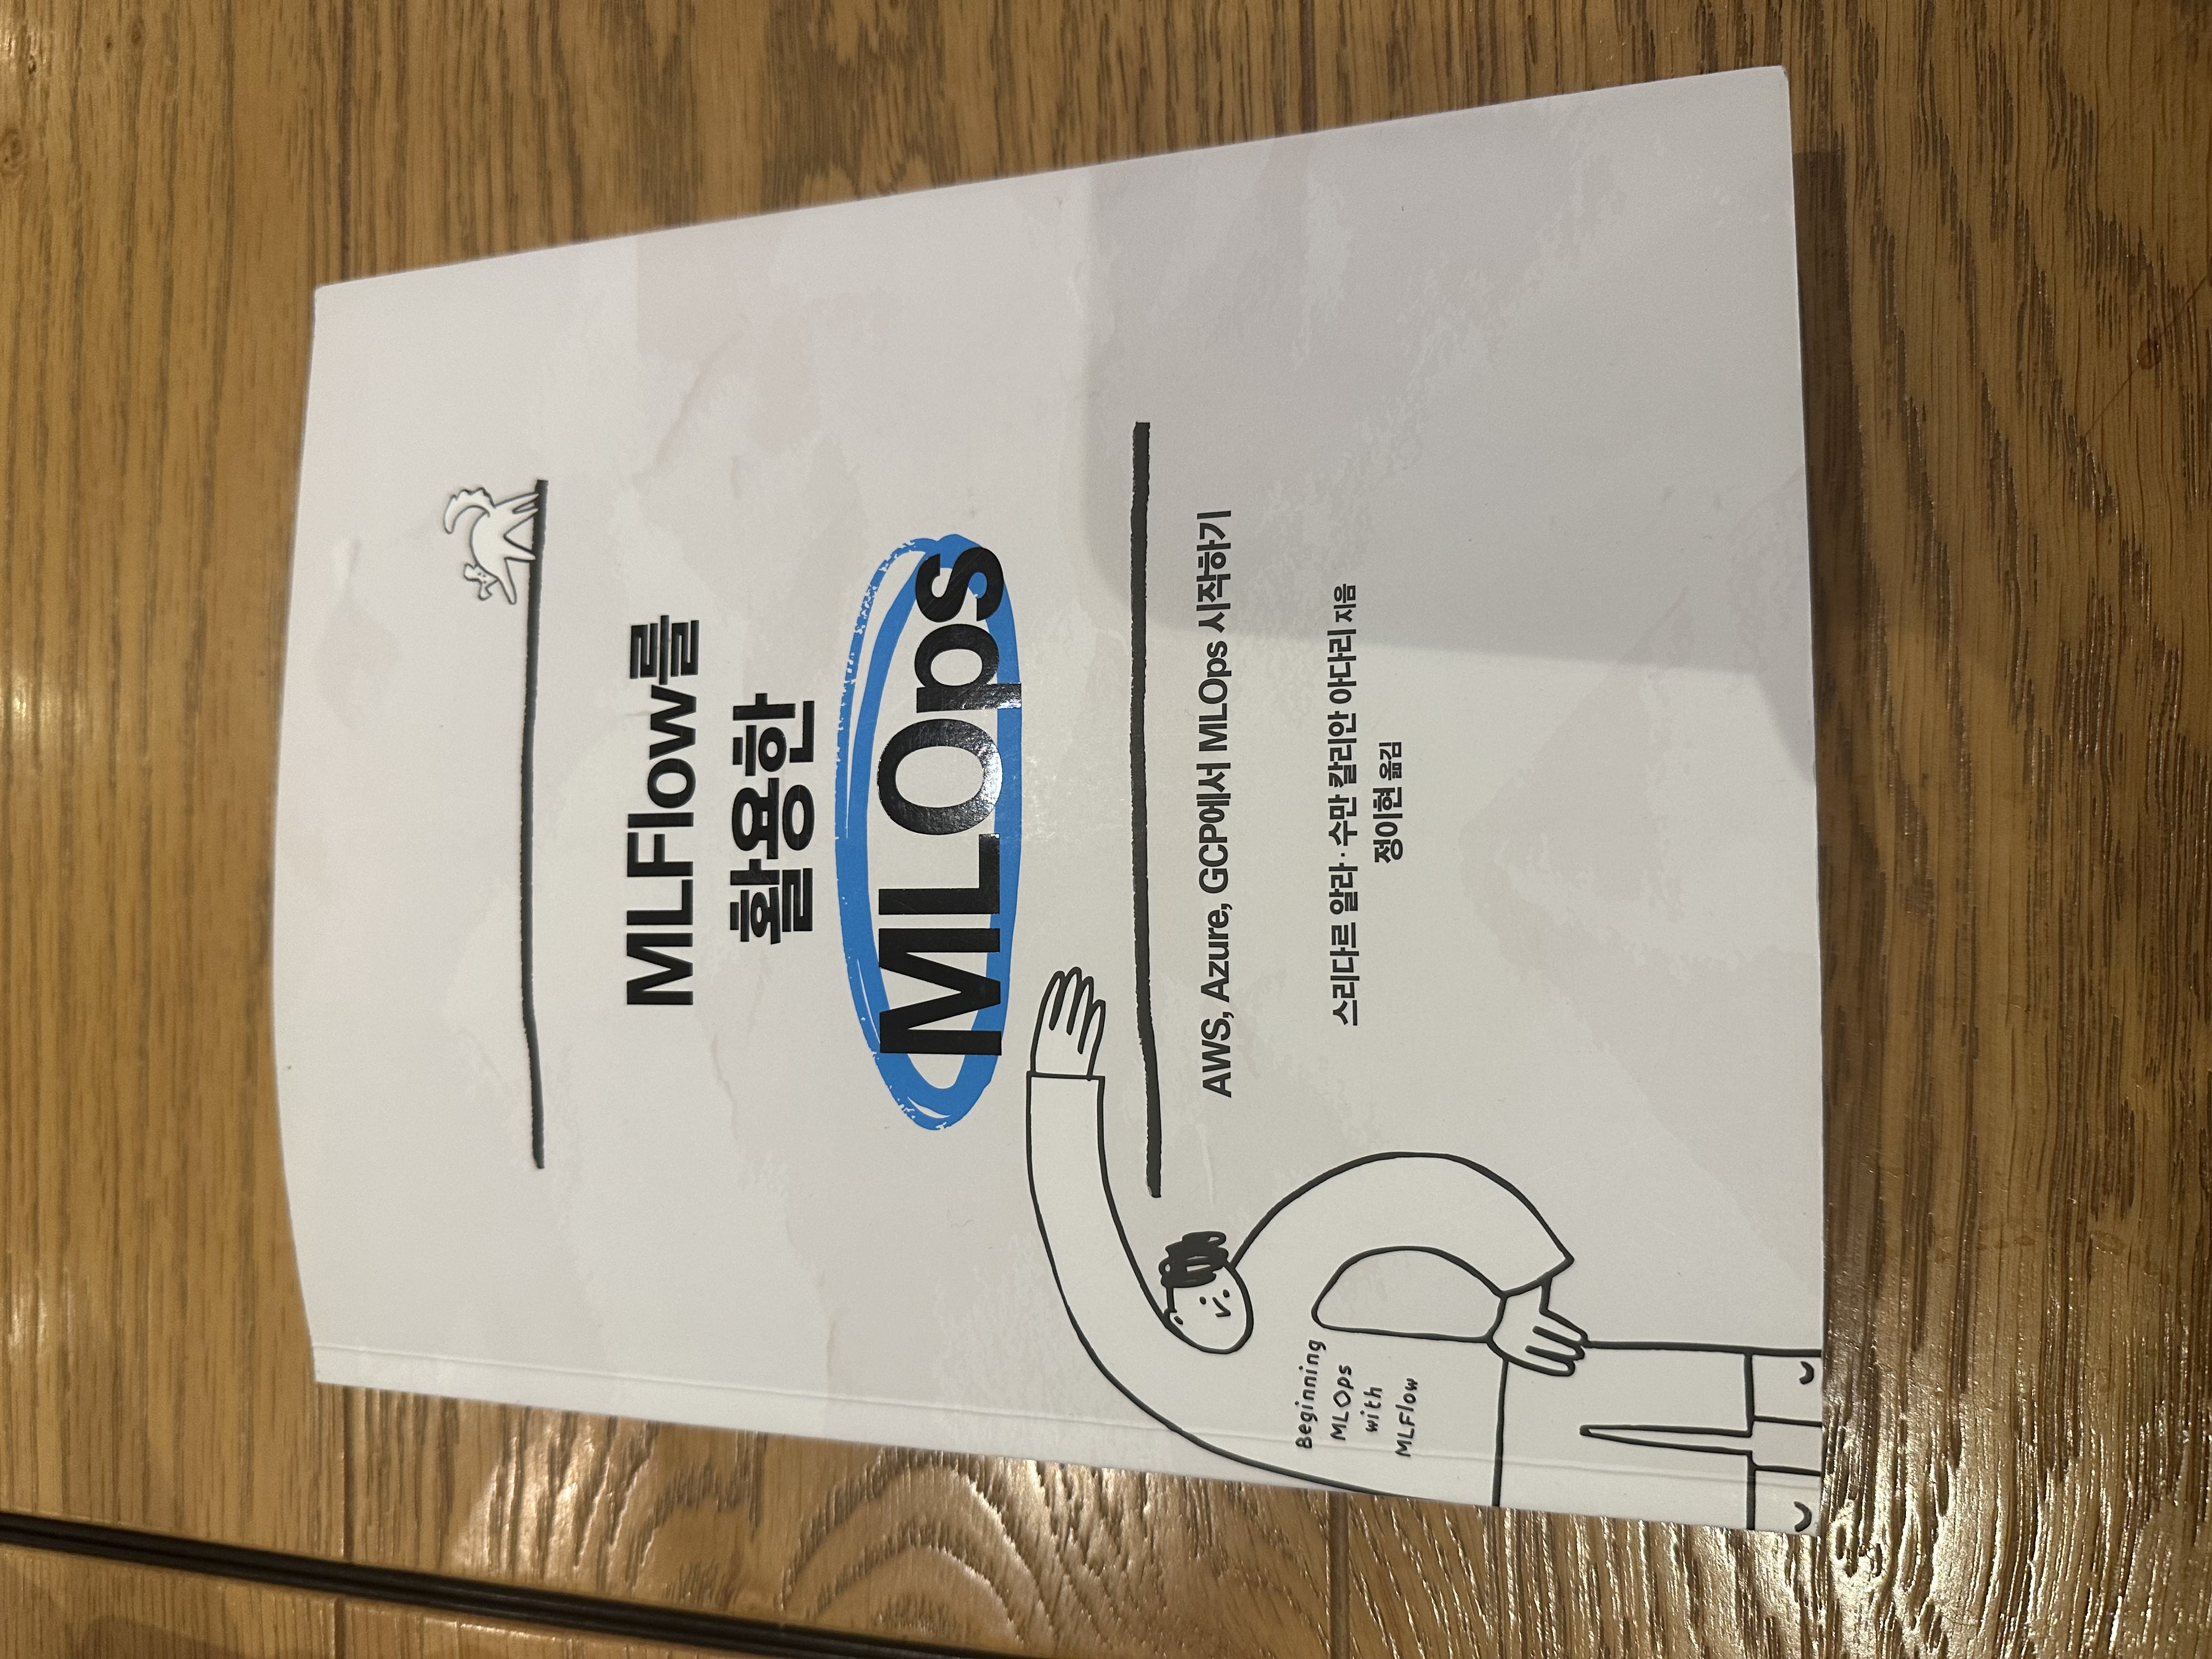 MLFlow를
활용한
MLOps
AWS, Azure, GCP에서 MLOps 시작하기
스리다르 알라 · 수만 칼리안 아다리 지음
정이현 옮김
Beginning
MLOps
with
MLFlow